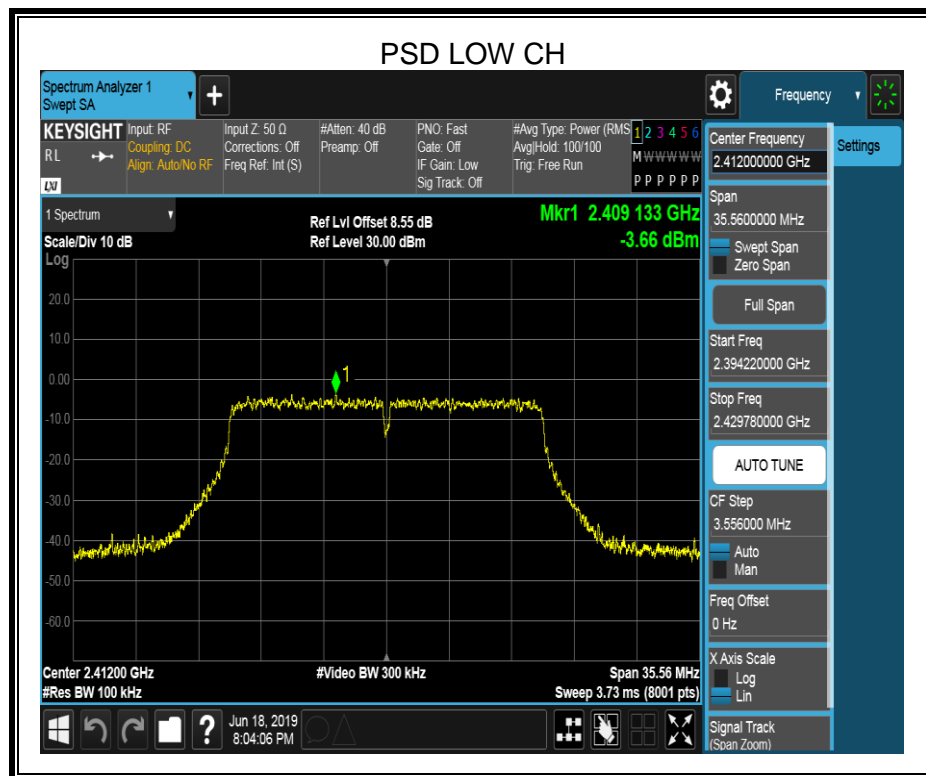 PSD LOW CH
Spectrum Analyzer 1
Swept SA
+
Frequency
KEYSIGHT
RL
LXI
Input: RF
Coupling: DC
Align: Auto/No RF
Input Z: 50 Ω
Corrections: Off
Freq Ref: Int (S)
#Atten: 40 dB
Preamp: Off
PNO: Fast
Gate: Off
IF Gain: Low
Sig Track: Off
#Avg Type: Power (RMS
Avg|Hold: 100/100
Trig: Free Run
1 2 3 4 5 6
M W W W W W
P P P P P P
1 Spectrum
Scale/Div 10 dB
Log
Ref Lvl Offset 8.55 dB
Ref Level 30.00 dBm
Mkr1 2.409 133 GHz
-3.66 dBm
20.0
10.0
0.00
-10.0
-20.0
-30.0
-40.0
-50.0
-60.0
1
Center 2.41200 GHz
#Res BW 100 kHz
#Video BW 300 kHz
Span 35.56 MHz
Sweep 3.73 ms (8001 pts)
Center Frequency
2.412000000 GHz
Settings
Span
35.5600000 MHz
Swept Span
Zero Span
Full Span
Start Freq
2.394220000 GHz
Stop Freq
2.429780000 GHz
AUTO TUNE
CF Step
3.556000 MHz
Auto
Man
Freq Offset
0 Hz
X Axis Scale
Log
Lin
Signal Track
(Span Zoom)
?
Jun 18, 2019
8:04:06 PM